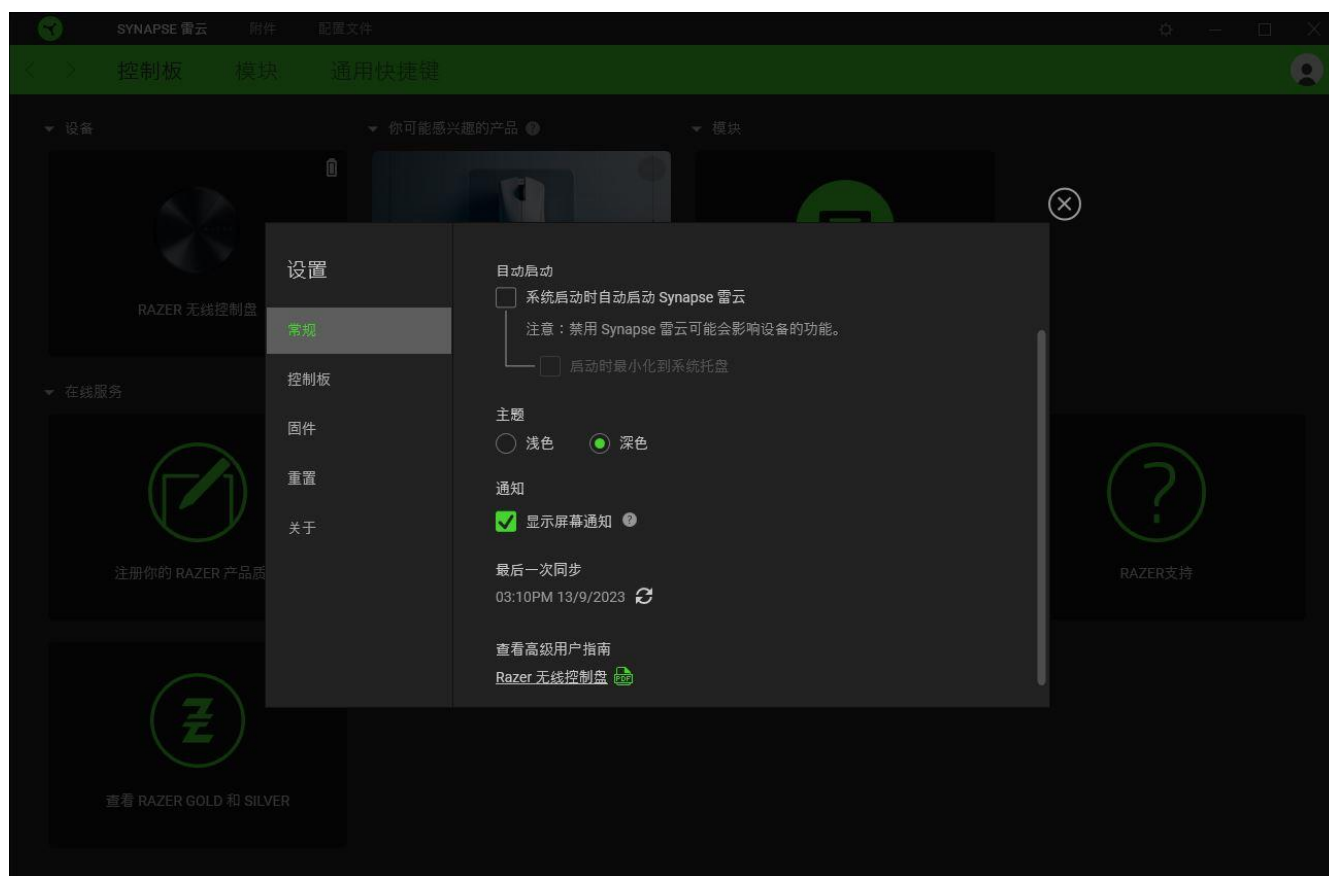 SYNAPSE 雷云 附件 配置文件
控制板 模块 通用快捷键
设备 你可能感兴趣的产品 模块
RAZER 无线控制盘
在线服务
注册你的 RAZER 产品质
RAZER支持
查看 RAZER GOLD 和 SILVER
设置
常规
控制板
固件
重置
关于
自动启动
系统启动时自动启动 Synapse 雷云
注意：禁用 Synapse 雷云可能会影响设备的功能。
启动时最小化到系统托盘
主题
浅色 深色
通知
显示屏幕通知
最后一次同步
03:10PM 13/9/2023
查看高级用户指南
Razer 无线控制盘 PDF